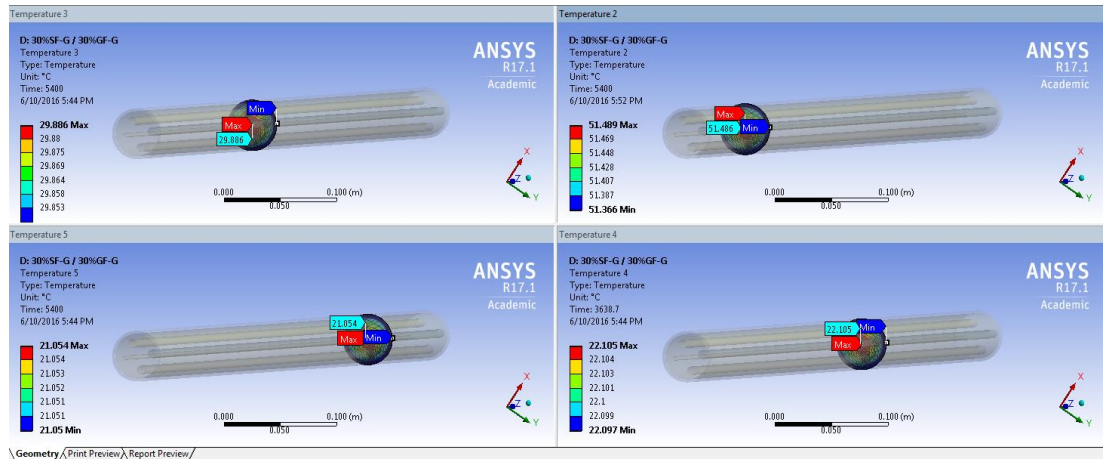 Temperature 3
D: 30%SF-G / 30%GF-G
Temperature 3
Type: Temperature
Unit: °C
Time: 5400
6/10/2016 5:44 PM
29.886 Max
29.88
29.875
29.869
29.864
29.858
29.853
Min
Max
29.886
ANSYS
R17.1
Academic
0.000
0.100 (m)
0.050
X
Z
Y
Temperature 2
D: 30%SF-G / 30%GF-G
Temperature 2
Type: Temperature
Unit: °C
Time: 5400
6/10/2016 5:52 PM
51.489 Max
51.469
51.448
51.428
51.407
51.387
51.366 Min
Max
51.486
Min
ANSYS
R17.1
Academic
0.000
0.100 (m)
0.050
X
Z
Y
Temperature 5
D: 30%SF-G / 30%GF-G
Temperature 5
Type: Temperature
Unit: °C
Time: 5400
6/10/2016 5:44 PM
21.054 Max
21.054
21.053
21.052
21.051
21.051
21.05 Min
21.054
Max
Min
ANSYS
R17.1
Academic
0.000
0.100 (m)
0.050
X
Z
Y
Temperature 4
D: 30%SF-G / 30%GF-G
Temperature 4
Type: Temperature
Unit: °C
Time: 3638.7
6/10/2016 5:44 PM
22.105 Max
22.104
22.103
22.101
22.1
22.099
22.097 Min
22.105
Min
Max
ANSYS
R17.1
Academic
0.000
0.100 (m)
0.050
X
Z
Y
Geometry Print Preview Report Preview